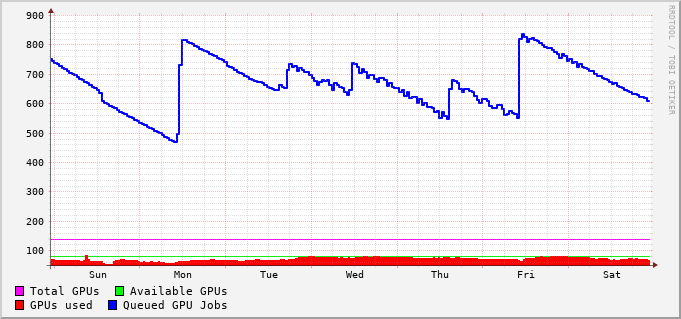 900
800
700
600
500
400
300
200
100
Sun Mon Tue Wed Thu Fri Sat
Total GPUs Available GPUs
GPUs used Queued GPU Jobs
RRDTOOL / TOBI OETIKER